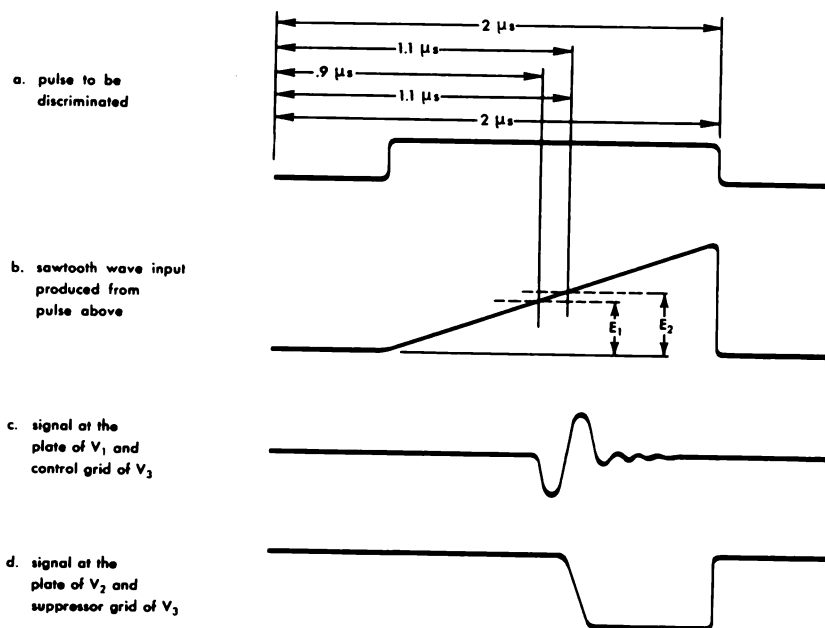 2 µs
1.1 µs
.9 µs
1.1 µs
2 µs
a. pulse to be
discriminated
b. sawtooth wave input
produced from
pulse above
E₁
E₂
c. signal at the
plate of V₁ and
control grid of V₃
d. signal at the
plate of V₂ and
suppressor grid of V₃